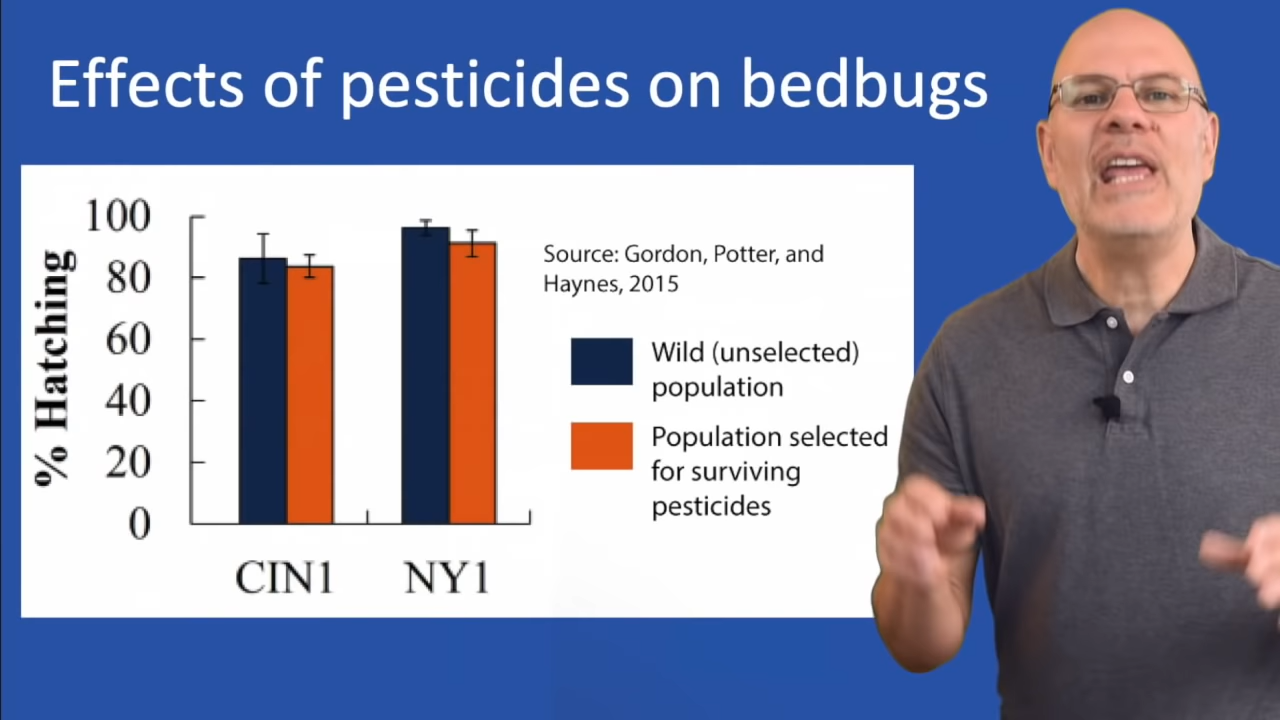 Effects of pesticides on bedbugs
% Hatching
100
80
60
40
20
0
CIN1 NY1
Source: Gordon, Potter, and
Haynes, 2015
Wild (unselected)
population
Population selected
for surviving
pesticides